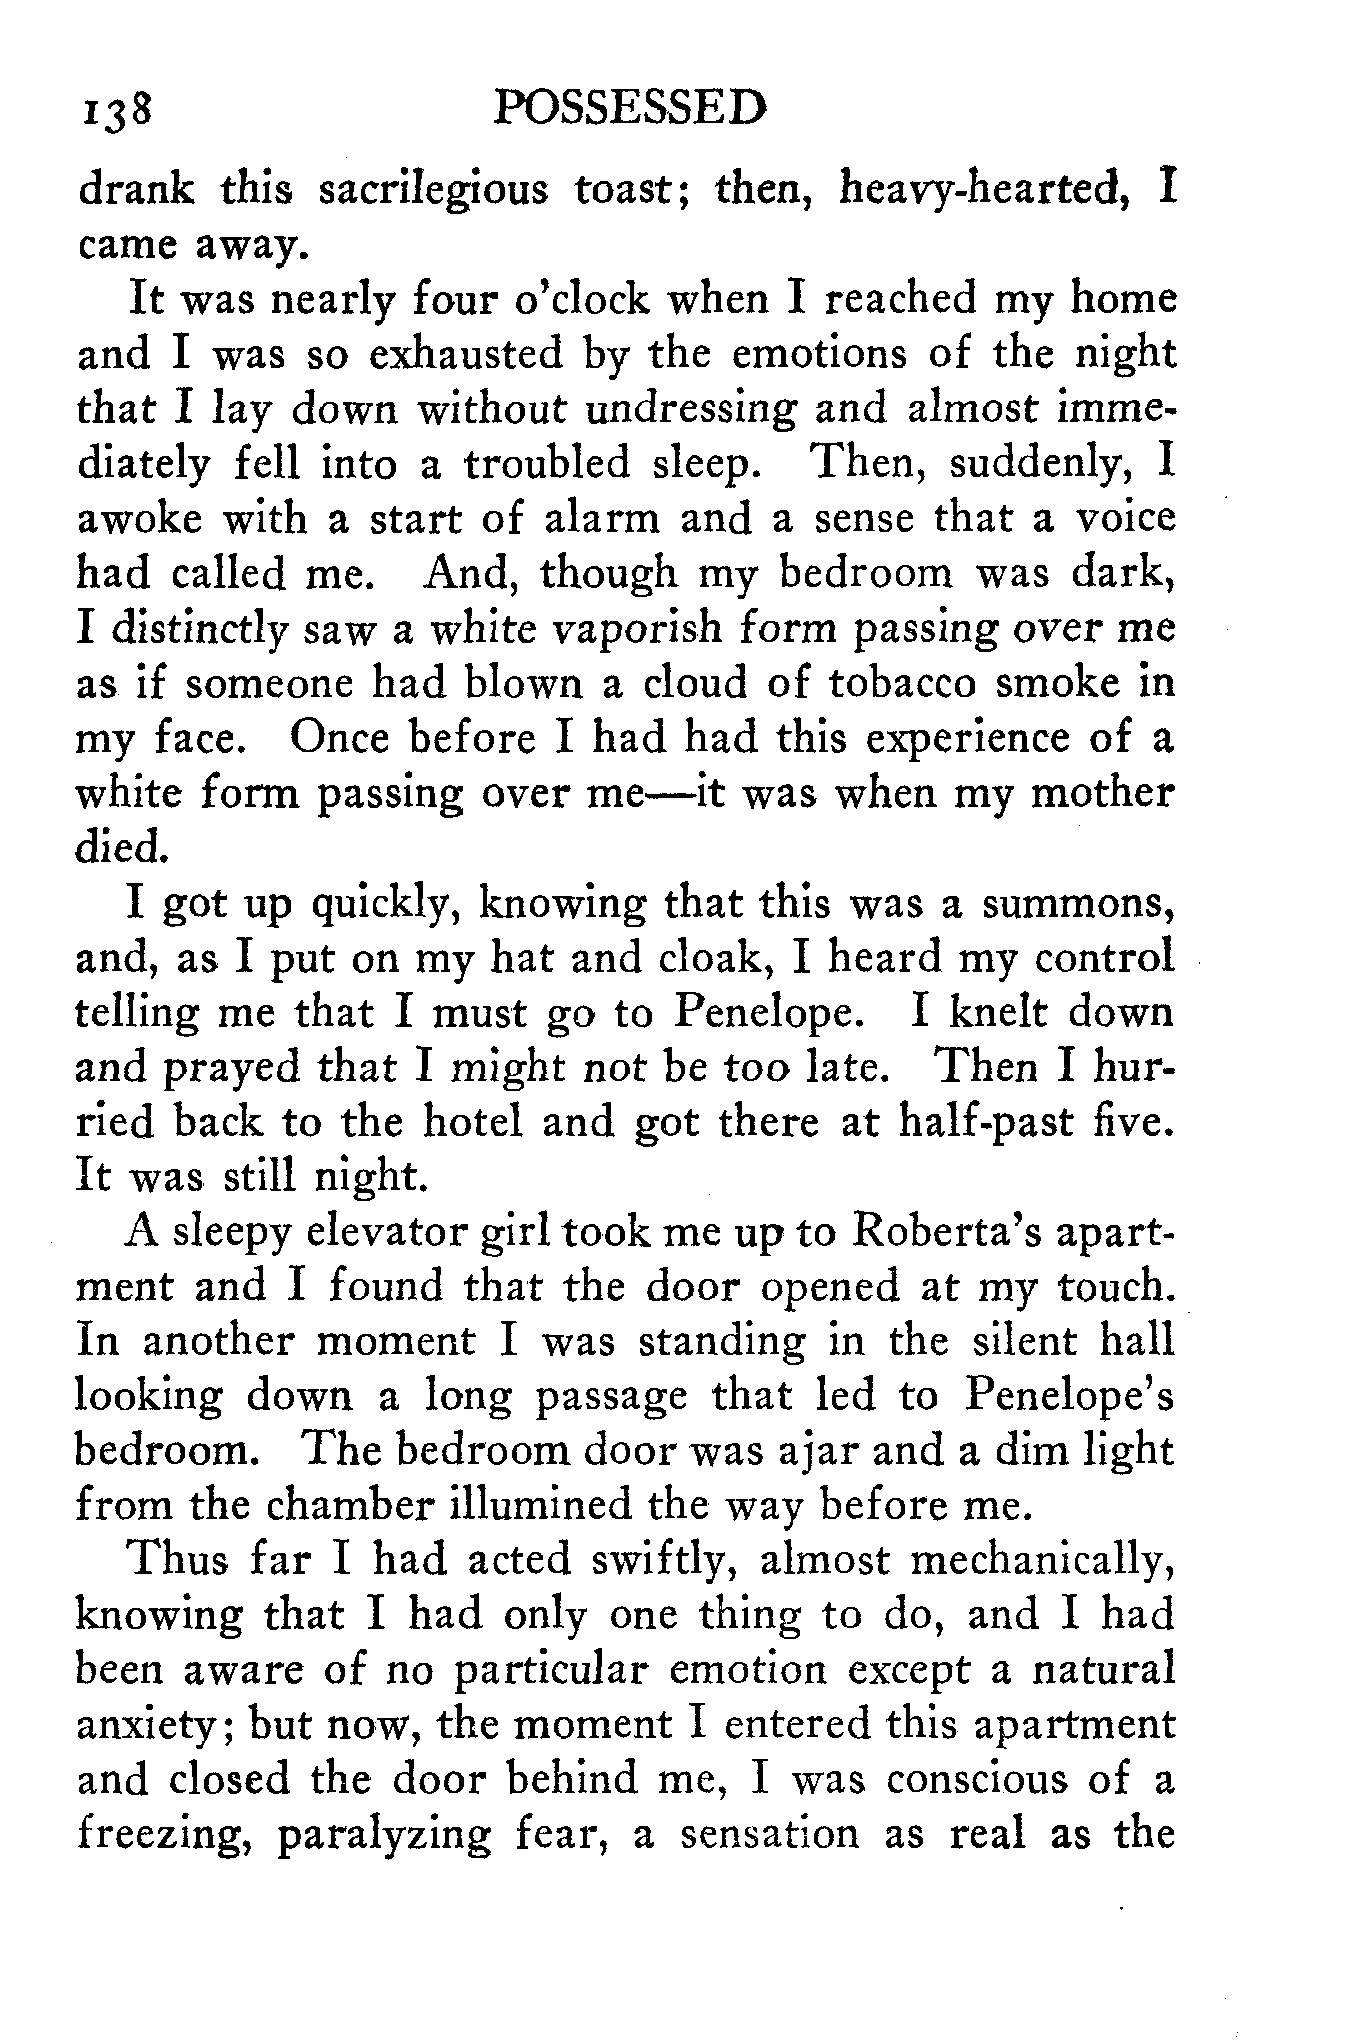 138 POSSESSED
drank this sacrilegious toast; then, heavy-hearted, I
came away.
It was nearly four o'clock when I reached my home
and I was so exhausted by the emotions of the night
that I lay down without undressing and almost imme-
diately fell into a troubled sleep. Then, suddenly, I
awoke with a start of alarm and a sense that a voice
had called me. And, though my bedroom was dark,
I distinctly saw a white vaporish form passing over me
as if someone had blown a cloud of tobacco smoke in
my face. Once before I had had this experience of a
white form passing over me—it was when my mother
died.
I got up quickly, knowing that this was a summons,
and, as I put on my hat and cloak, I heard my control
telling me that I must go to Penelope. I knelt down
and prayed that I might not be too late. Then I hur-
ried back to the hotel and got there at half-past five.
It was still night.
A sleepy elevator girl took me up to Roberta's apart-
ment and I found that the door opened at my touch.
In another moment I was standing in the silent hall
looking down a long passage that led to Penelope's
bedroom. The bedroom door was ajar and a dim light
from the chamber illumined the way before me.
Thus far I had acted swiftly, almost mechanically,
knowing that I had only one thing to do, and I had
been aware of no particular emotion except a natural
anxiety; but now, the moment I entered this apartment
and closed the door behind me, I was conscious of a
freezing, paralyzing fear, a sensation as real as the